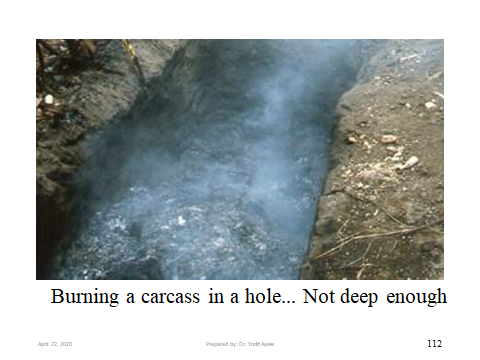 Burning a carcass in a hole... Not deep enough
April 22, 2020 Prepared by: Dr. Yodit Ayele 112